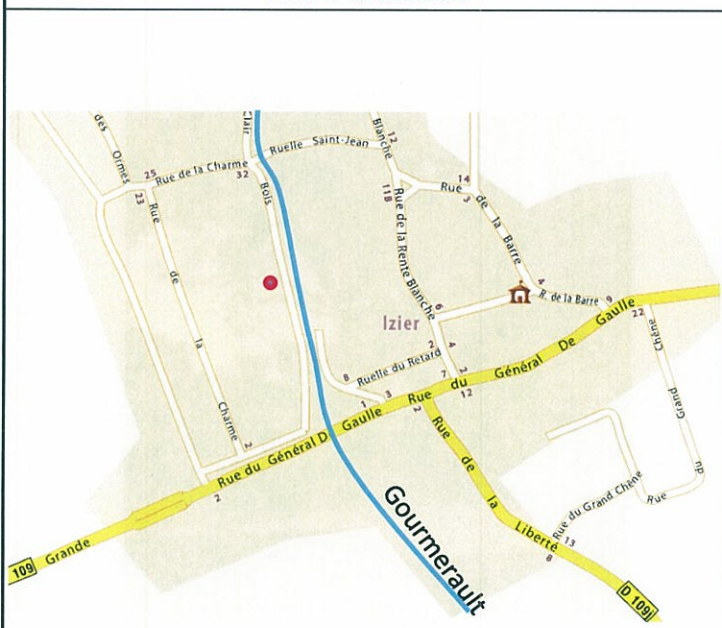 des Ormes
Clair
Bois
Ruelle Saint-Jean
Blanche
12
25
Rue de la Charme
32
23
Rue de la Charme
2
11B
Rue de la Rente Blanche
14
Rue de la Barre
3
4
R. de la Barre
9
6
Izier
2
4
8
Ruelle du Retard
7
2
12
1
3
2
Rue du Général De Gaulle
22
Rue du Général D Gaulle
2
Grande
109
Rue de la Liberté
8
13
Rue du Grand Chêne
Rue du Grand Chêne
D 109j
Gourmerault